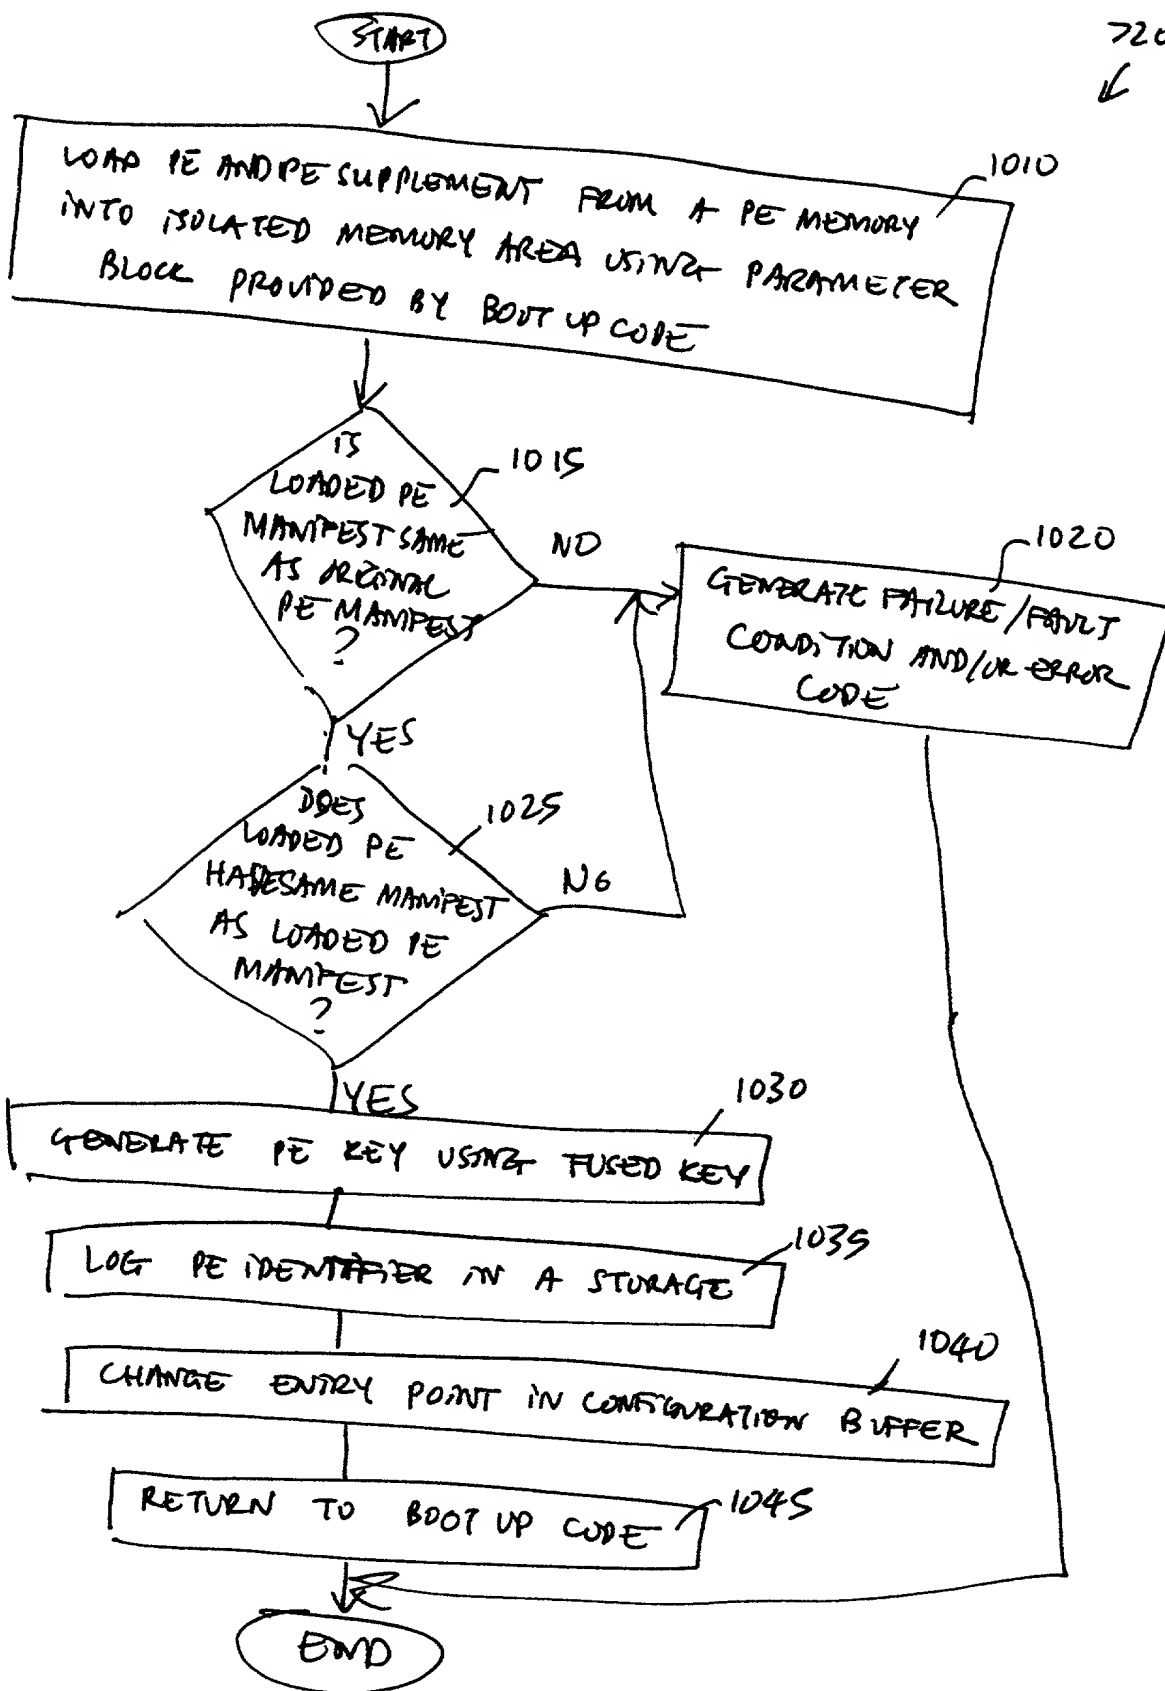 START
720
LOAD PE AND PE SUPPLEMENT FROM A PE MEMORY
INTO ISOLATED MEMORY AREA USING PARAMETER
BLOCK PROVIDED BY BOOT UP CODE
1010
IS
LOADED PE
MANIFEST SAME
AS ORIGINAL
PE MANIFEST
?
1015
NO
YES
GENERATE FAILURE/FAULT
CONDITION AND/OR ERROR
CODE
1020
DOES
LOADED PE
HAVE SAME MANIFEST
AS LOADED PE
MANIFEST
?
1025
NO
YES
GENERATE PE KEY USING FUSED KEY
1030
LOG PE IDENTIFIER IN A STORAGE
1035
CHANGE ENTRY POINT IN CONFIGURATION BUFFER
1040
RETURN TO BOOT UP CODE
1045
END